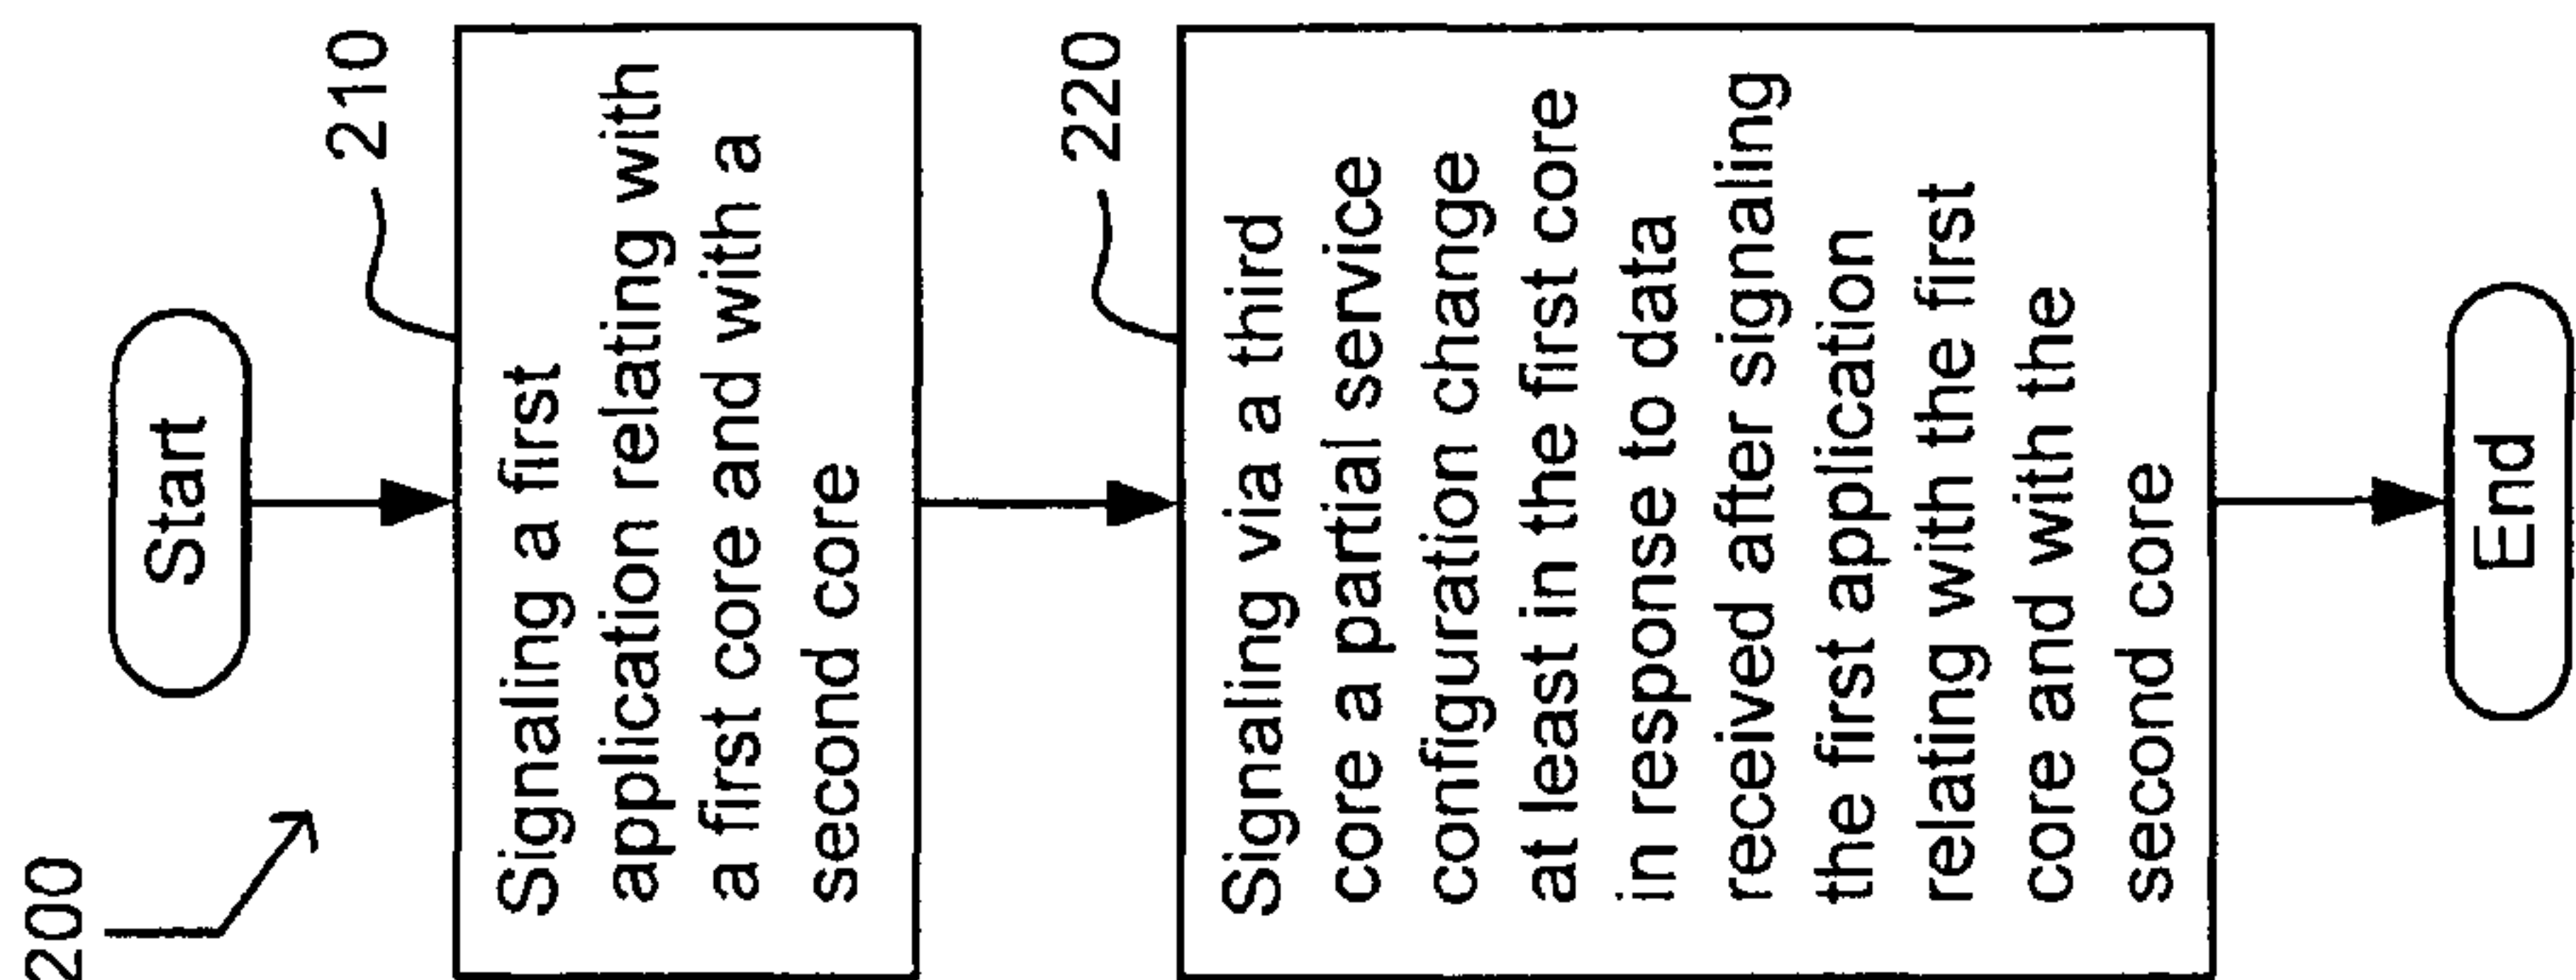 200
Start
210
Signaling a first
application relating with
a first core and with a
second core
220
Signaling via a third
core a partial service
configuration change
at least in the first core
in response to data
received after signaling
the first application
relating with the first
core and with the
second core
End